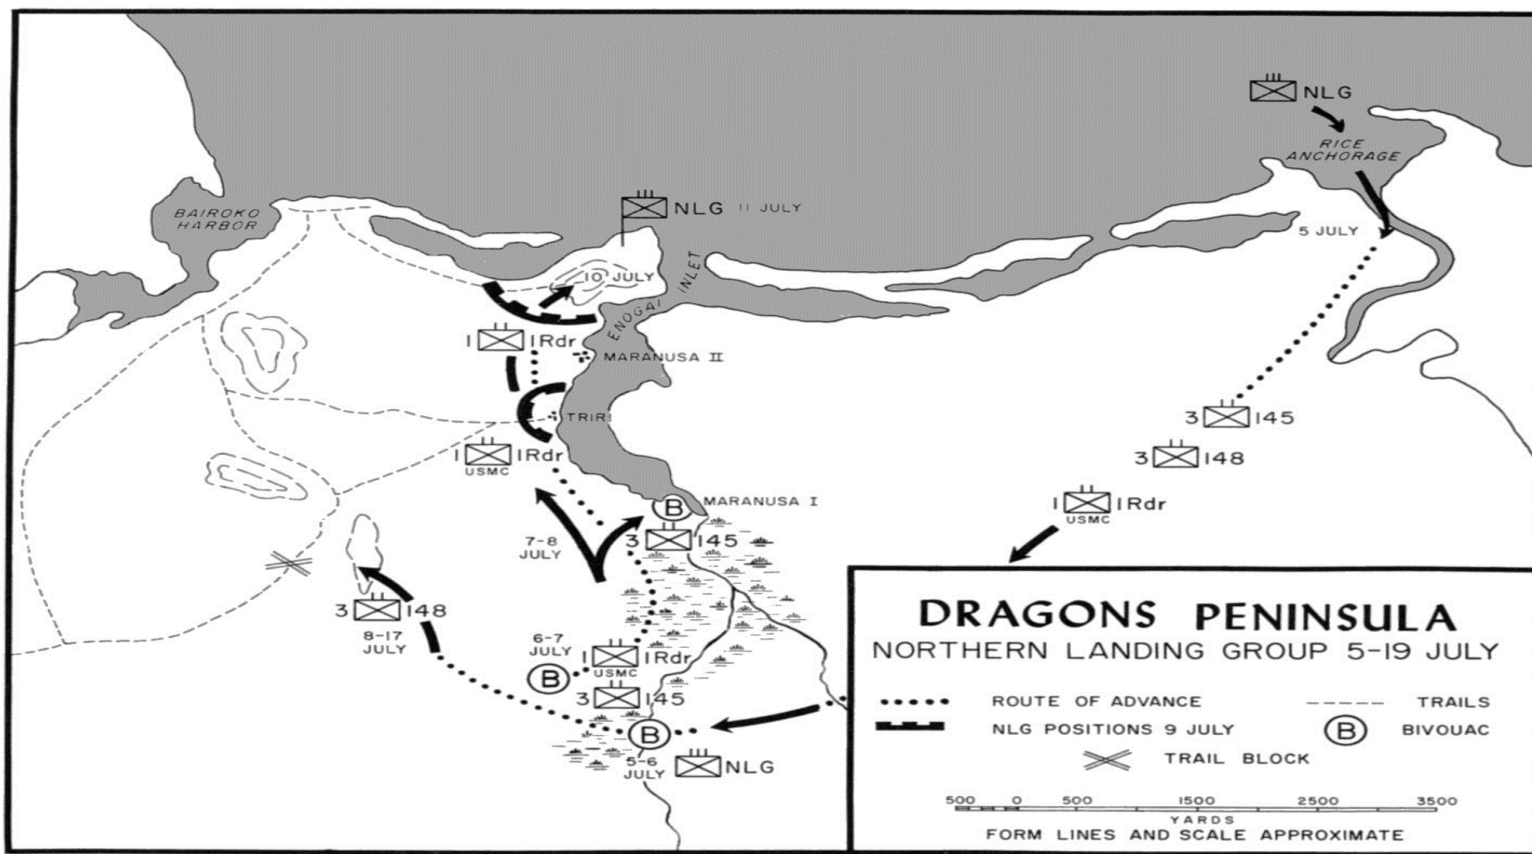 NLG
RICE
ANCHORAGE
BAIROKO
HARBOR
NLG 11 JULY
5 JULY
10 JULY
ENOGAI INLET
1 1Rdr
MARANUSA II
TRIRI
3 145
1 1Rdr
USMC
3 148
MARANUSA I
B
1 1Rdr
USMC
7-8
JULY
3 145
3 148
8-17
JULY
6-7
JULY
1 1Rdr
USMC
B
3 145
B
5-6
JULY
NLG
DRAGONS PENINSULA
NORTHERN LANDING GROUP 5-19 JULY
ROUTE OF ADVANCE
TRAILS
NLG POSITIONS 9 JULY
B BIVOUAC
TRAIL BLOCK
500 0 500 1500 2500 3500
YARDS
FORM LINES AND SCALE APPROXIMATE